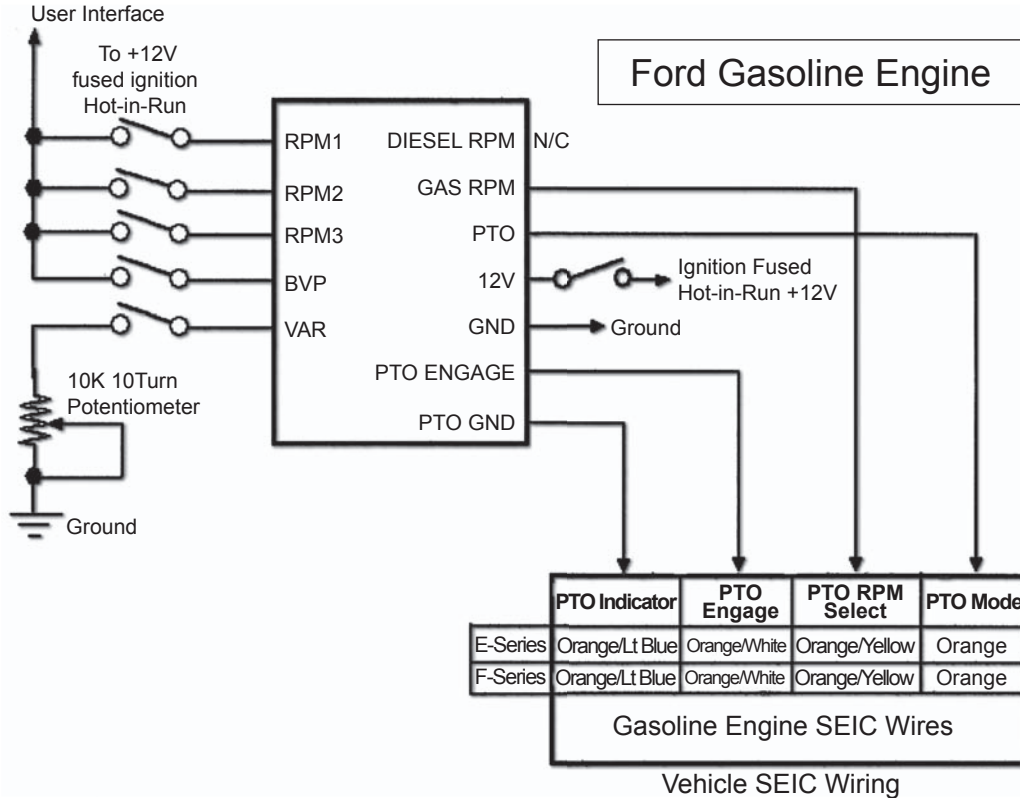 User Interface
To +12V
fused ignition
Hot-in-Run
Ford Gasoline Engine
RPM1
RPM2
RPM3
BVP
VAR
DIESEL RPM
N/C
GAS RPM
PTO
12V
GND
PTO ENGAGE
PTO GND
Ignition Fused
Hot-in-Run +12V
Ground
10K 10Turn
Potentiometer
Ground
PTO Indicator
PTO
Engage
PTO RPM
Select
PTO Mode
E-Series Orange/Lt Blue Orange/White Orange/Yellow Orange
F-Series Orange/Lt Blue Orange/White Orange/Yellow Orange
Gasoline Engine SEIC Wires
Vehicle SEIC Wiring